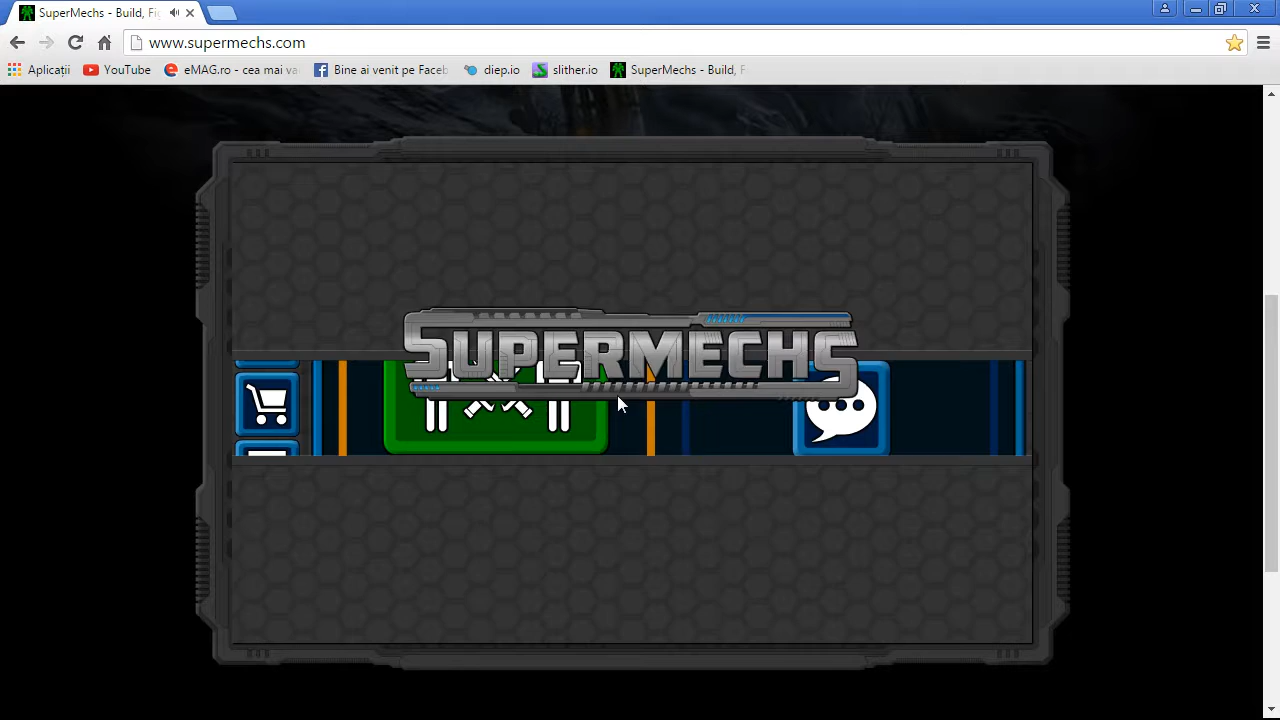 SuperMechs - Build, Fig
www.supermechs.com
Aplicații YouTube eMAG.ro - cea mai va Bine ai venit pe Faceb diep.io slither.io SuperMechs - Build, F
SUPERMECHS